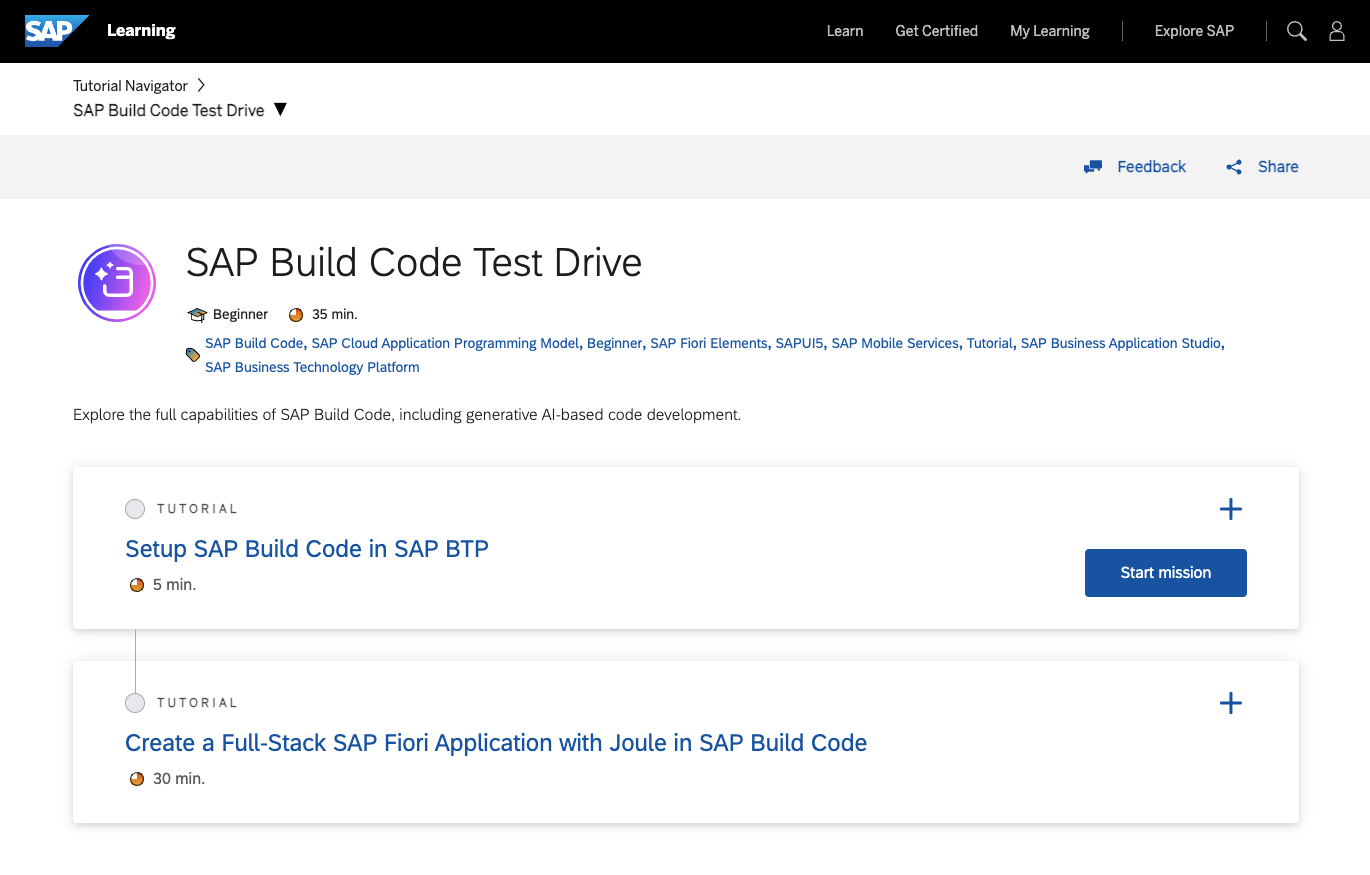 SAP Learning Learn Get Certified My Learning Explore SAP
Tutorial Navigator
SAP Build Code Test Drive
Feedback Share
SAP Build Code Test Drive
Beginner 35 min.
SAP Build Code, SAP Cloud Application Programming Model, Beginner, SAP Fiori Elements, SAPUI5, SAP Mobile Services, Tutorial, SAP Business Application Studio,
SAP Business Technology Platform
Explore the full capabilities of SAP Build Code, including generative AI-based code development.
TUTORIAL
Setup SAP Build Code in SAP BTP
5 min.
Start mission
TUTORIAL
Create a Full-Stack SAP Fiori Application with Joule in SAP Build Code
30 min.